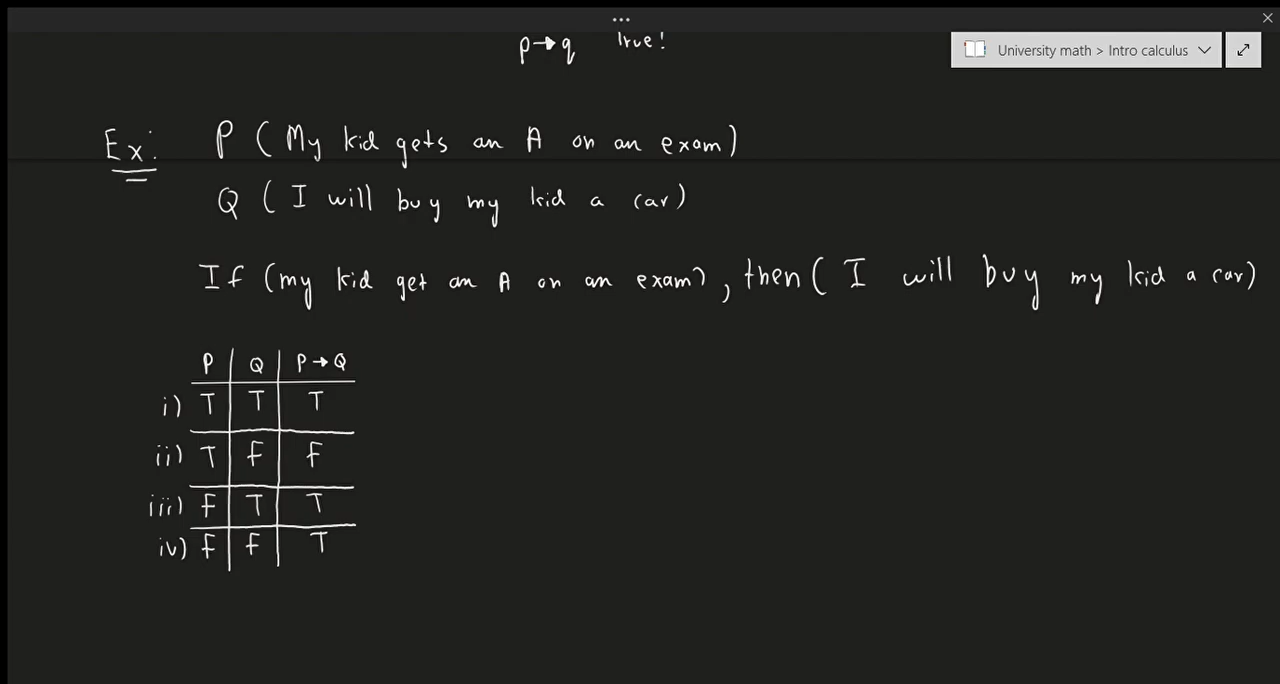 ...
p→q True!
University math > Intro calculus
Ex: P (My kid gets an A on an exam)
Q (I will buy my kid a car)
If (my kid get an A on an exam), then (I will buy my kid a car)
P Q P→Q
i) T T T
ii) T F F
iii) F T T
iv) F F T